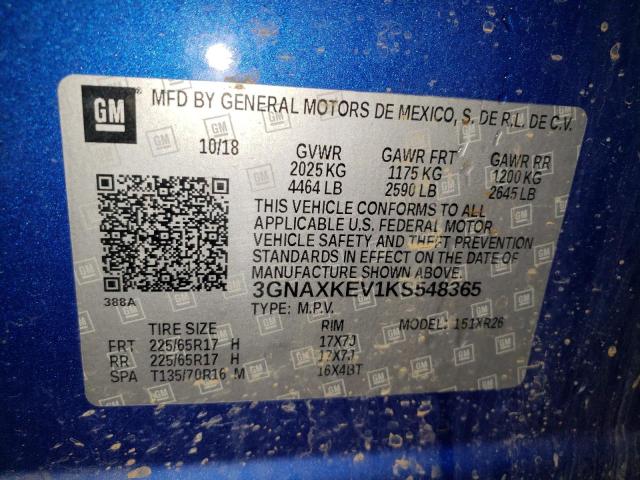 GM MFD BY GENERAL MOTORS DE MEXICO, S. DE R.L. DE C.V.
10/18 GVWR GAWR FRT GAWR RR
2025 KG 1175 KG 1200 KG
4464 LB 2590 LB 2645 LB
THIS VEHICLE CONFORMS TO ALL
APPLICABLE U.S. FEDERAL MOTOR
VEHICLE SAFETY AND THEFT PREVENTION
STANDARDS IN EFFECT ON THE DATE OF
MANUFACTURE SHOWN ABOVE.
388A 3GNAXKEV1KS548365
TYPE: M.P.V. MODEL: 151XR26
TIRE SIZE RIM
FRT 225/65R17 H 17X7J
RR 225/65R17 H 17X7J
SPA T135/70R16 M 16X4BT